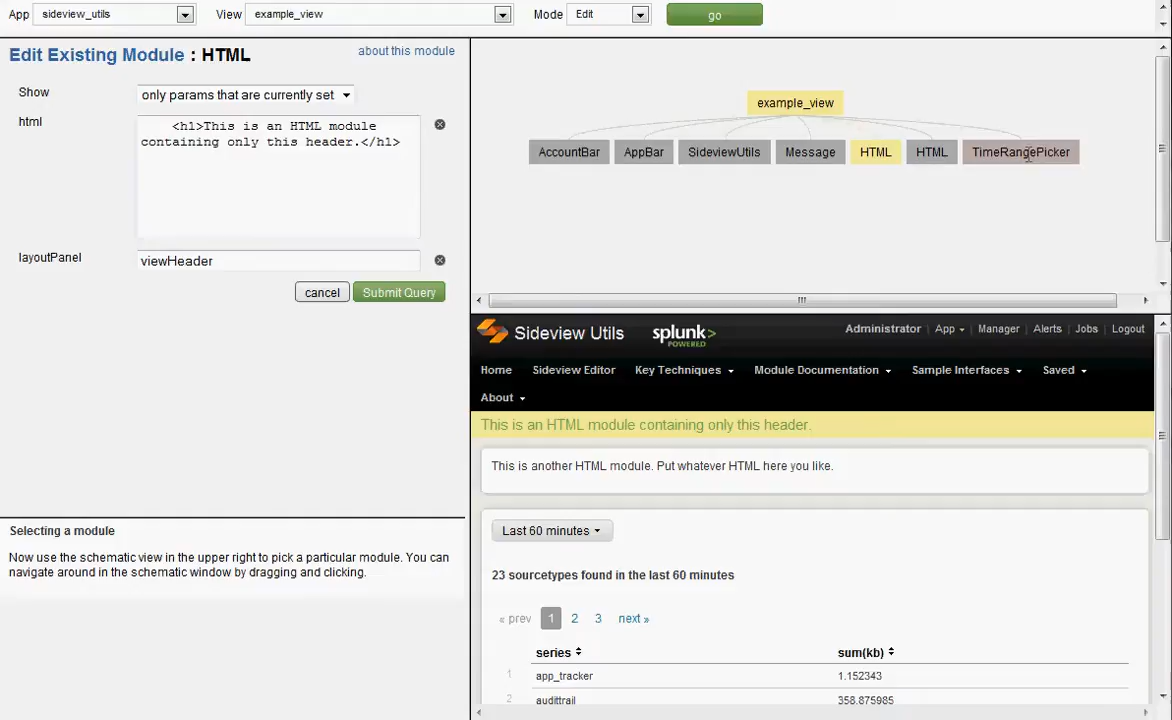 App sideview_utils View example_view Mode Edit go
Edit Existing Module : HTML about this module
Show only params that are currently set
html <h1>This is an HTML module
containing only this header.</h1>
layoutPanel viewHeader
cancel Submit Query
Selecting a module
Now use the schematic view in the upper right to pick a particular module. You can
navigate around in the schematic window by dragging and clicking.
example_view
AccountBar AppBar SideviewUtils Message HTML HTML TimeRangePicker
Sideview Utils splunk> POWERED Administrator App Manager Alerts Jobs Logout
Home Sideview Editor Key Techniques Module Documentation Sample Interfaces Saved
About
This is an HTML module containing only this header.
This is another HTML module. Put whatever HTML here you like.
Last 60 minutes
23 sourcetypes found in the last 60 minutes
« prev 1 2 3 next »
series sum(kb)
1 app_tracker 1.152343
2 audittrail 358.875985